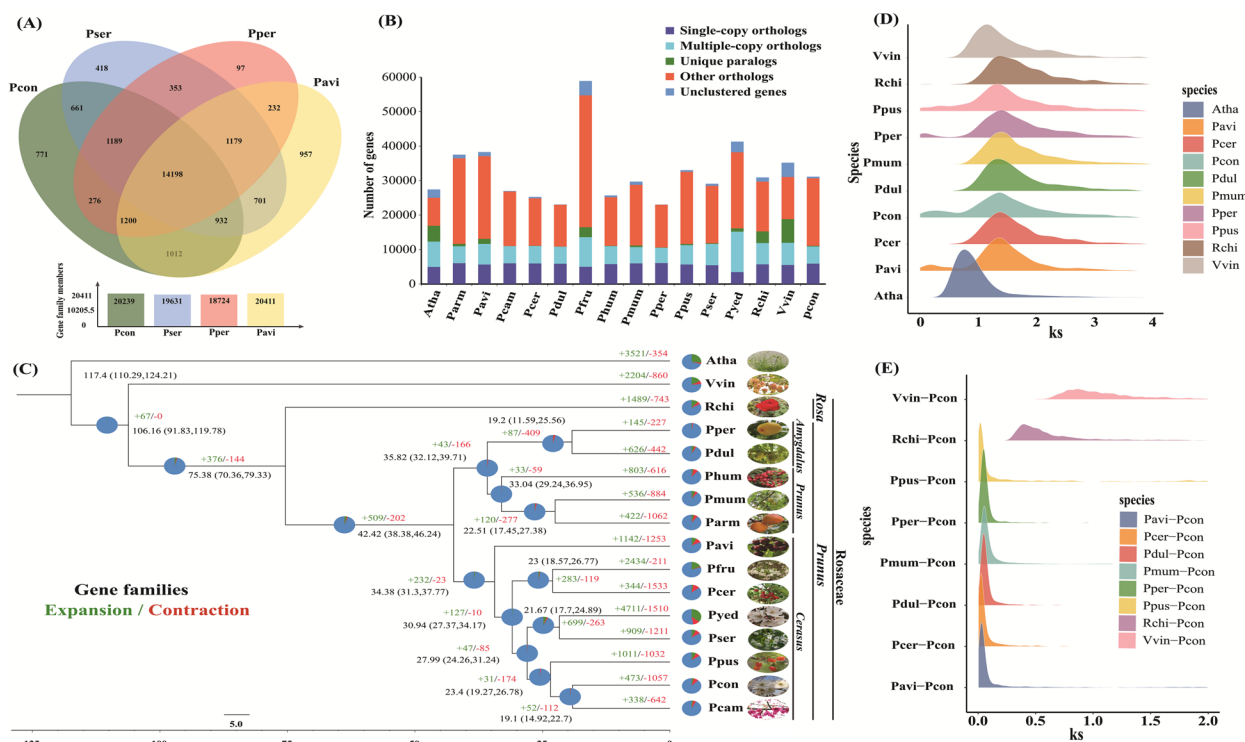 (A)
Pser
Pper
Pcon
Pavi
418
97
353
661
232
771
1189
1179
957
14198
276
701
1200
932
1012
Gene family members
20411
10205.5
0
20239
19631
18724
20411
Pcon
Pser
Pper
Pavi
(B)
Single-copy orthologs
Multiple-copy orthologs
Unique paralogs
Other orthologs
Unclustered genes
Number of genes
60000
50000
40000
30000
20000
10000
0
Atha
Parm
Pavi
Pcam
Pcer
Pdul
Pfru
Phum
Pmum
Pper
Ppus
Pser
Pyed
Rchi
Vvin
pcon
(D)
Species
Vvin
Rchi
Ppus
Pper
Pmum
Pdul
Pcon
Pcer
Pavi
Atha
0
1
2
3
4
ks
species
Atha
Pavi
Pcer
Pcon
Pdul
Pmum
Pper
Ppus
Rchi
Vvin
(C)
117.4 (110.29,124.21)
+67/-0
106.16 (91.83,119.78)
+376/-144
75.38 (70.36,79.33)
+509/-202
42.42 (38.38,46.24)
+43/-166
35.82 (32.12,39.71)
19.2 (11.59,25.56)
+87/-409
+33/-59
33.04 (29.24,36.95)
+120/-277
22.51 (17.45,27.38)
+232/-23
34.38 (31.3,37.77)
+127/-10
30.94 (27.37,34.17)
23 (18.57,26.77)
+283/-119
21.67 (17.7,24.89)
+699/-263
+47/-85
27.99 (24.26,31.24)
+31/-174
23.4 (19.27,26.78)
+52/-112
19.1 (14.92,22.7)
+3521/-354
Atha
+2204/-860
Vvin
+1489/-743
Rchi
+145/-227
Pper
+626/-442
Pdul
+803/-616
Phum
+536/-884
Pmum
+422/-1062
Parm
+1142/-1253
Pavi
+2434/-211
Pfru
+344/-1533
Pcer
+4711/-1510
Pyed
+909/-1211
Pser
+1011/-1032
Ppus
+473/-1057
Pcon
+338/-642
Pcam
Rosa
Amygdalus
Prunus
Cerasus
Prunus
Rosaceae
Gene families
Expansion / Contraction
5.0
(E)
species
Vvin–Pcon
Rchi–Pcon
Ppus–Pcon
Pper–Pcon
Pmum–Pcon
Pdul–Pcon
Pcer–Pcon
Pavi–Pcon
0.0
0.5
1.0
1.5
2.0
ks
species
Pavi–Pcon
Pcer–Pcon
Pdul–Pcon
Pmum–Pcon
Pper–Pcon
Ppus–Pcon
Rchi–Pcon
Vvin–Pcon